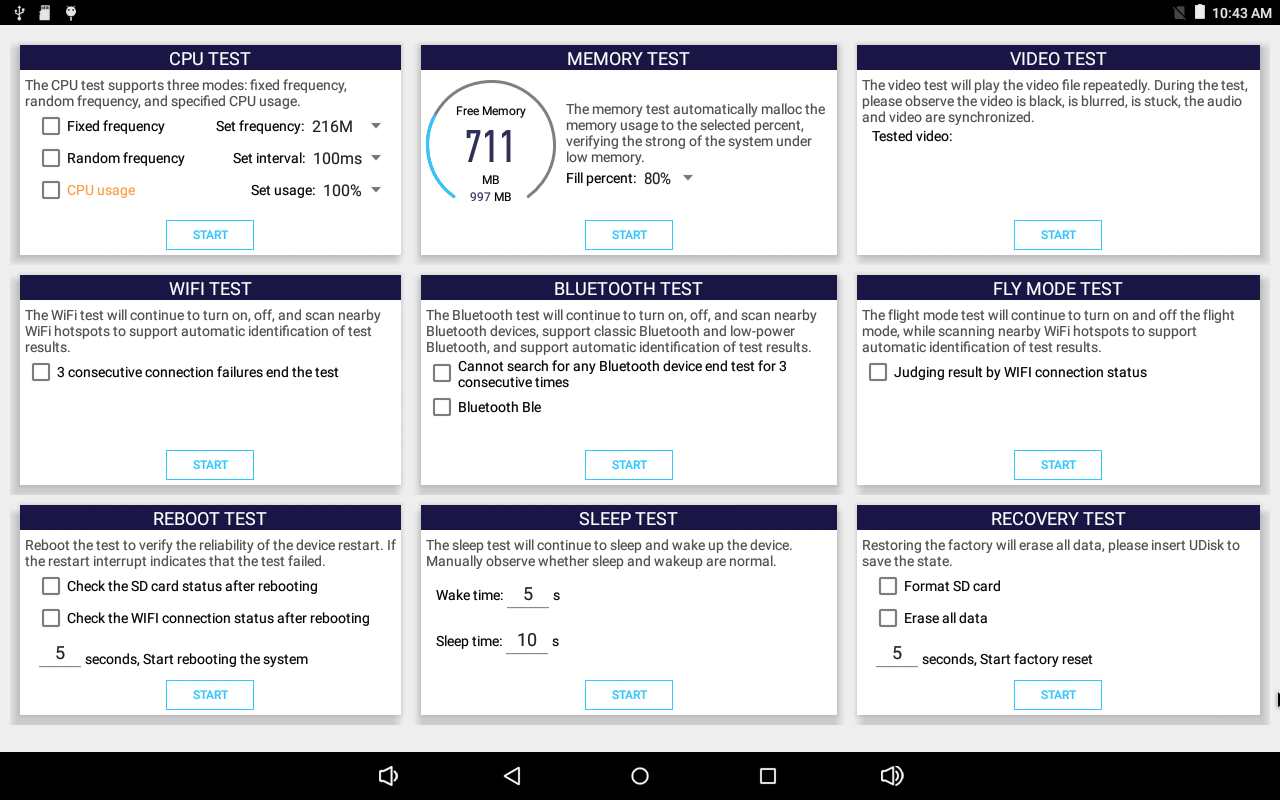 10:43 AM
CPU TEST
The CPU test supports three modes: fixed frequency,
random frequency, and specified CPU usage.
Fixed frequency Set frequency: 216M
Random frequency Set interval: 100ms
CPU usage Set usage: 100%
START
MEMORY TEST
Free Memory
711
MB
997 MB
The memory test automatically malloc the
memory usage to the selected percent,
verifying the strong of the system under
low memory.
Fill percent: 80%
START
VIDEO TEST
The video test will play the video file repeatedly. During the test,
please observe the video is black, is blurred, is stuck, the audio
and video are synchronized.
Tested video:
START
WIFI TEST
The WiFi test will continue to turn on, off, and scan nearby
WiFi hotspots to support automatic identification of test
results.
3 consecutive connection failures end the test
START
BLUETOOTH TEST
The Bluetooth test will continue to turn on, off, and scan nearby
Bluetooth devices, support classic Bluetooth and low-power
Bluetooth, and support automatic identification of test results.
Cannot search for any Bluetooth device end test for 3
consecutive times
Bluetooth Ble
START
FLY MODE TEST
The flight mode test will continue to turn on and off the flight
mode, while scanning nearby WiFi hotspots to support
automatic identification of test results.
Judging result by WIFI connection status
START
REBOOT TEST
Reboot the test to verify the reliability of the device restart. If
the restart interrupt indicates that the test failed.
Check the SD card status after rebooting
Check the WIFI connection status after rebooting
5 seconds, Start rebooting the system
START
SLEEP TEST
The sleep test will continue to sleep and wake up the device.
Manually observe whether sleep and wakeup are normal.
Wake time: 5 s
Sleep time: 10 s
START
RECOVERY TEST
Restoring the factory will erase all data, please insert UDisk to
save the state.
Format SD card
Erase all data
5 seconds, Start factory reset
START